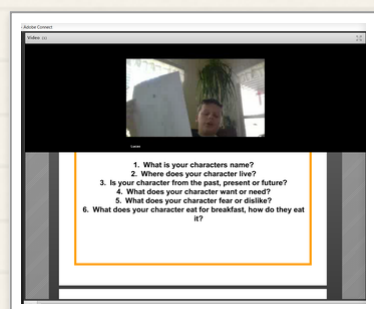 Adobe Connect
Video
1. What is your characters name?
2. Where does your character live?
3. Is your character from the past, present or future?
4. What does your character want or need?
5. What does your character fear or dislike?
6. What does your character eat for breakfast, how do they eat
it?